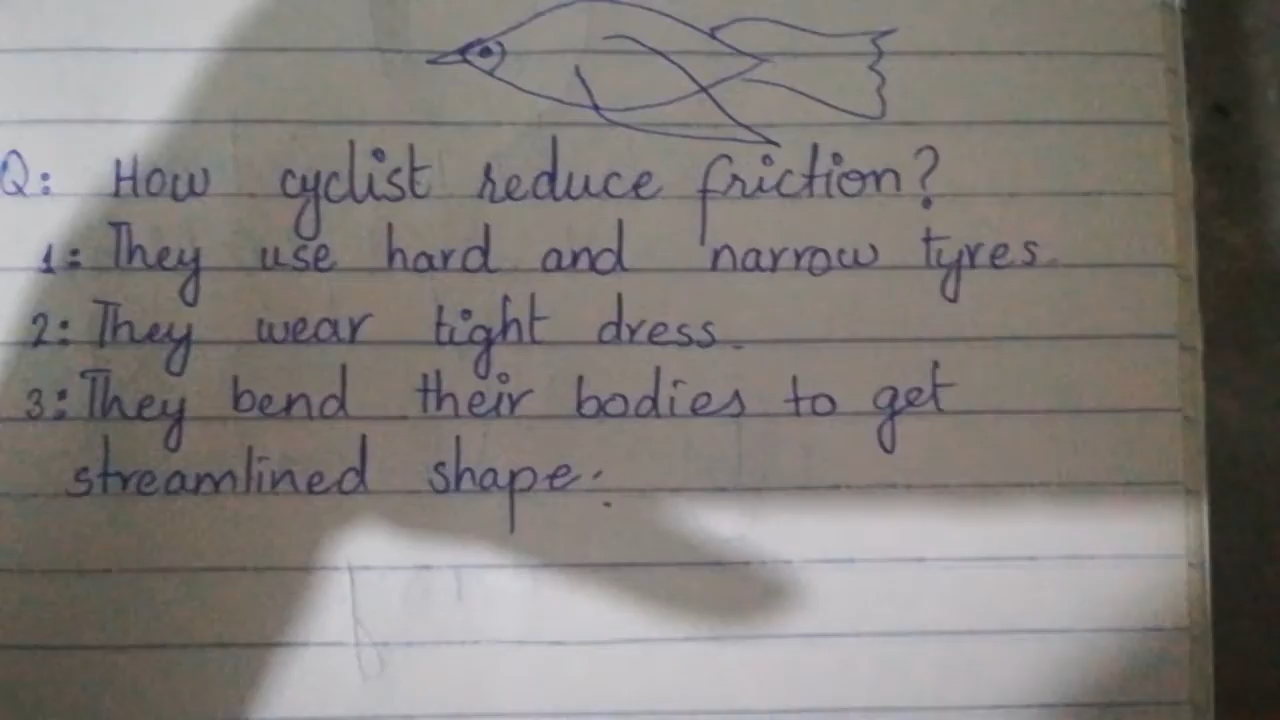 Q: How cyclist reduce friction?
1: They use hard and narrow tyres.
2: They wear tight dress.
3: They bend their bodies to get
streamlined shape.